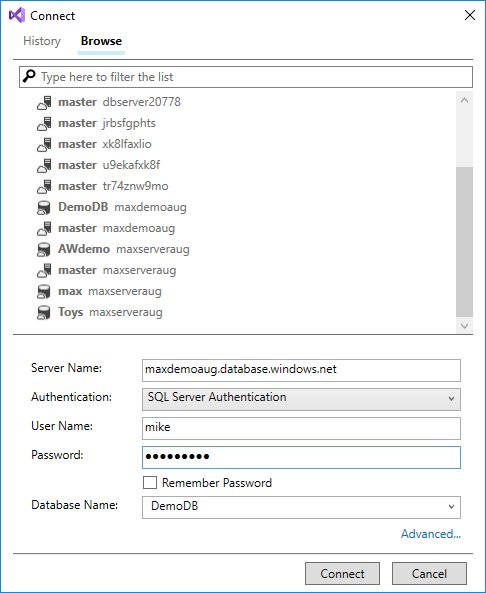 Connect
History Browse
Type here to filter the list
master dbserver20778
master jrbsfgphts
master xk8lfaxlio
master u9ekafxk8f
master tr74znw9mo
DemoDB maxdemoaug
master maxdemoaug
AWdemo maxserveraug
master maxserveraug
max maxserveraug
Toys maxserveraug
Server Name: maxdemoaug.database.windows.net
Authentication: SQL Server Authentication
User Name: mike
Password: ●●●●●●●●●
Remember Password
Database Name: DemoDB
Advanced...
Connect Cancel